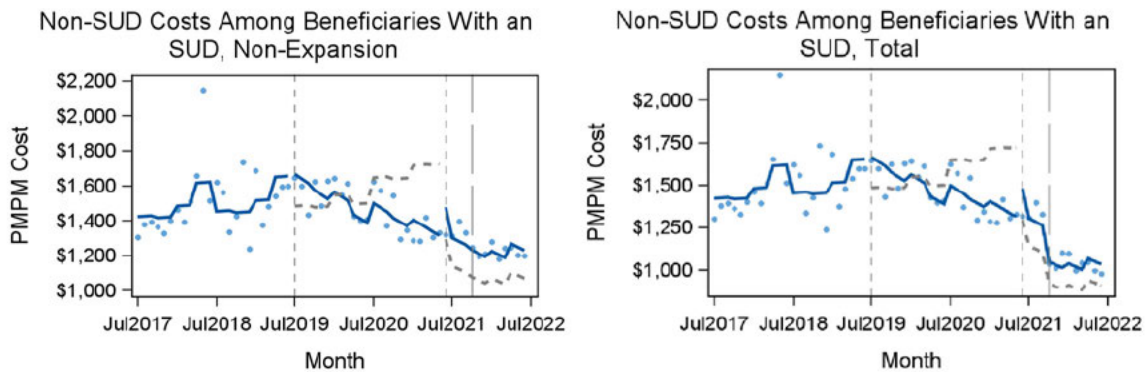 Non-SUD Costs Among Beneficiaries With an
SUD, Non-Expansion
PMPM Cost
$2,200
$2,000
$1,800
$1,600
$1,400
$1,200
$1,000
Jul2017
Jul2018
Jul2019
Jul2020
Jul2021
Jul2022
Month
Non-SUD Costs Among Beneficiaries With an
SUD, Total
PMPM Cost
$2,000
$1,750
$1,500
$1,250
$1,000
Jul2017
Jul2018
Jul2019
Jul2020
Jul2021
Jul2022
Month